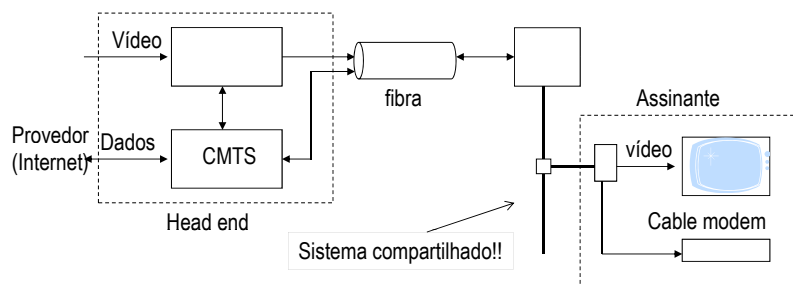 Vídeo
fibra
Assinante
Provedor
(Internet)
Dados
CMTS
vídeo
Head end
Cable modem
Sistema compartilhado!!